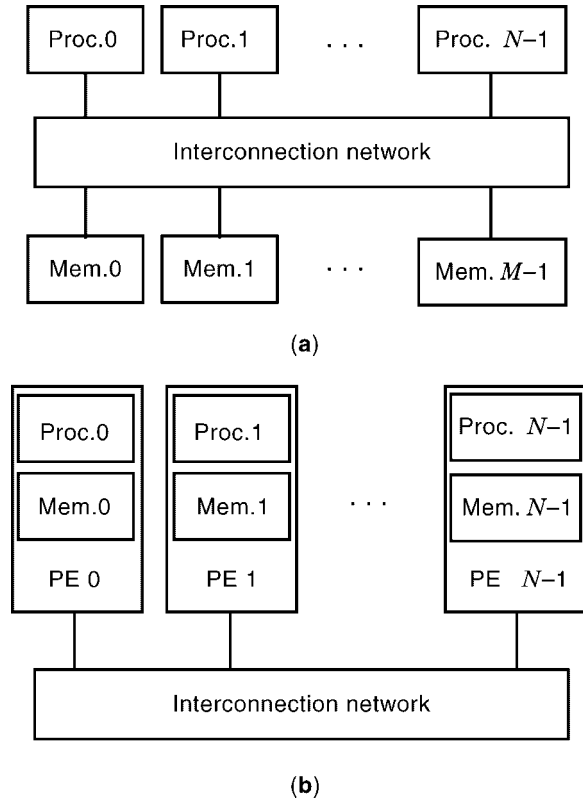 Proc.0 Proc.1 . . . Proc. N–1
Interconnection network
Mem.0 Mem.1 . . . Mem. M–1
(a)
Proc.0 Proc.1 Proc. N–1
Mem.0 Mem.1 . . . Mem. N–1
PE 0 PE 1 PE N–1
Interconnection network
(b)